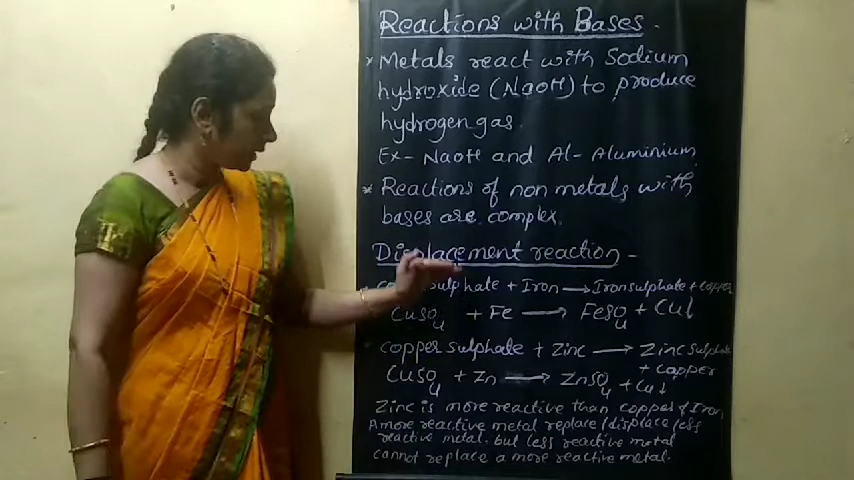 Reactions with Bases -
* Metals react with Sodium
hydroxide (NaoH) to produce
hydrogen gas.
Ex- NaoH and Al- Aluminium
* Reactions of non metals with
bases are complex.
Displacement reaction -
sulphate + Iron → Iron sulphate + copper
CuSO4 + Fe → FeSO4 + Cu↓
copper sulphate + Zinc → Zinc Sulphate
+ copper
CuSO4 + Zn → ZnSO4 + Cu↓
Zinc is more reactive than copper & Iron
A more reactive metal replace/displace less
reactive metal. but less reactive metal
cannot replace a more reactive metal.